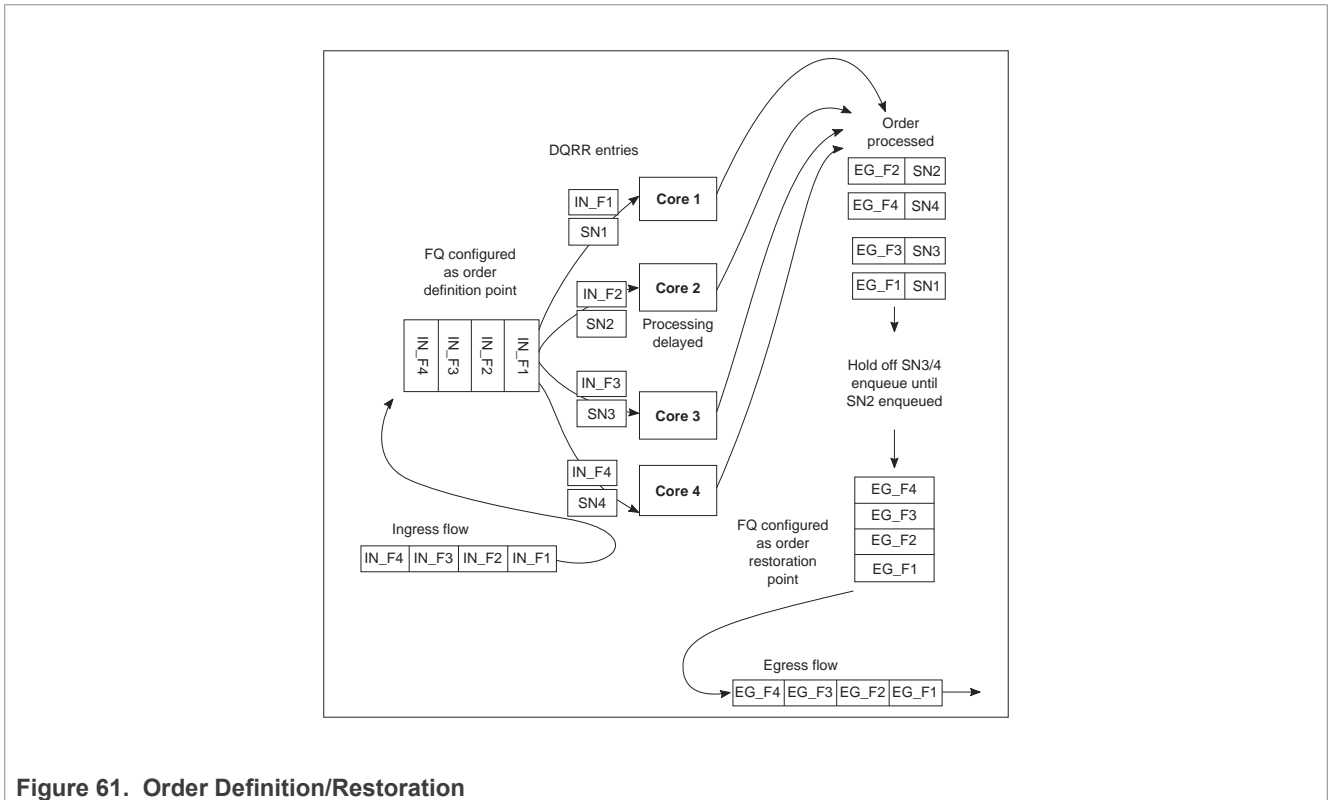 DQRR entries
IN_F1
SN1
Core 1
IN_F2
SN2
Core 2
Processing
delayed
IN_F3
SN3
Core 3
IN_F4
SN4
Core 4
FQ configured
as order
definition point
IN_F4 IN_F3 IN_F2 IN_F1
Ingress flow
IN_F4 IN_F3 IN_F2 IN_F1
Order
processed
EG_F2 SN2
EG_F4 SN4
EG_F3 SN3
EG_F1 SN1
Hold off SN3/4
enqueue until
SN2 enqueued
FQ configured
as order
restoration
point
EG_F4
EG_F3
EG_F2
EG_F1
Egress flow
EG_F4 EG_F3 EG_F2 EG_F1
Figure 61. Order Definition/Restoration